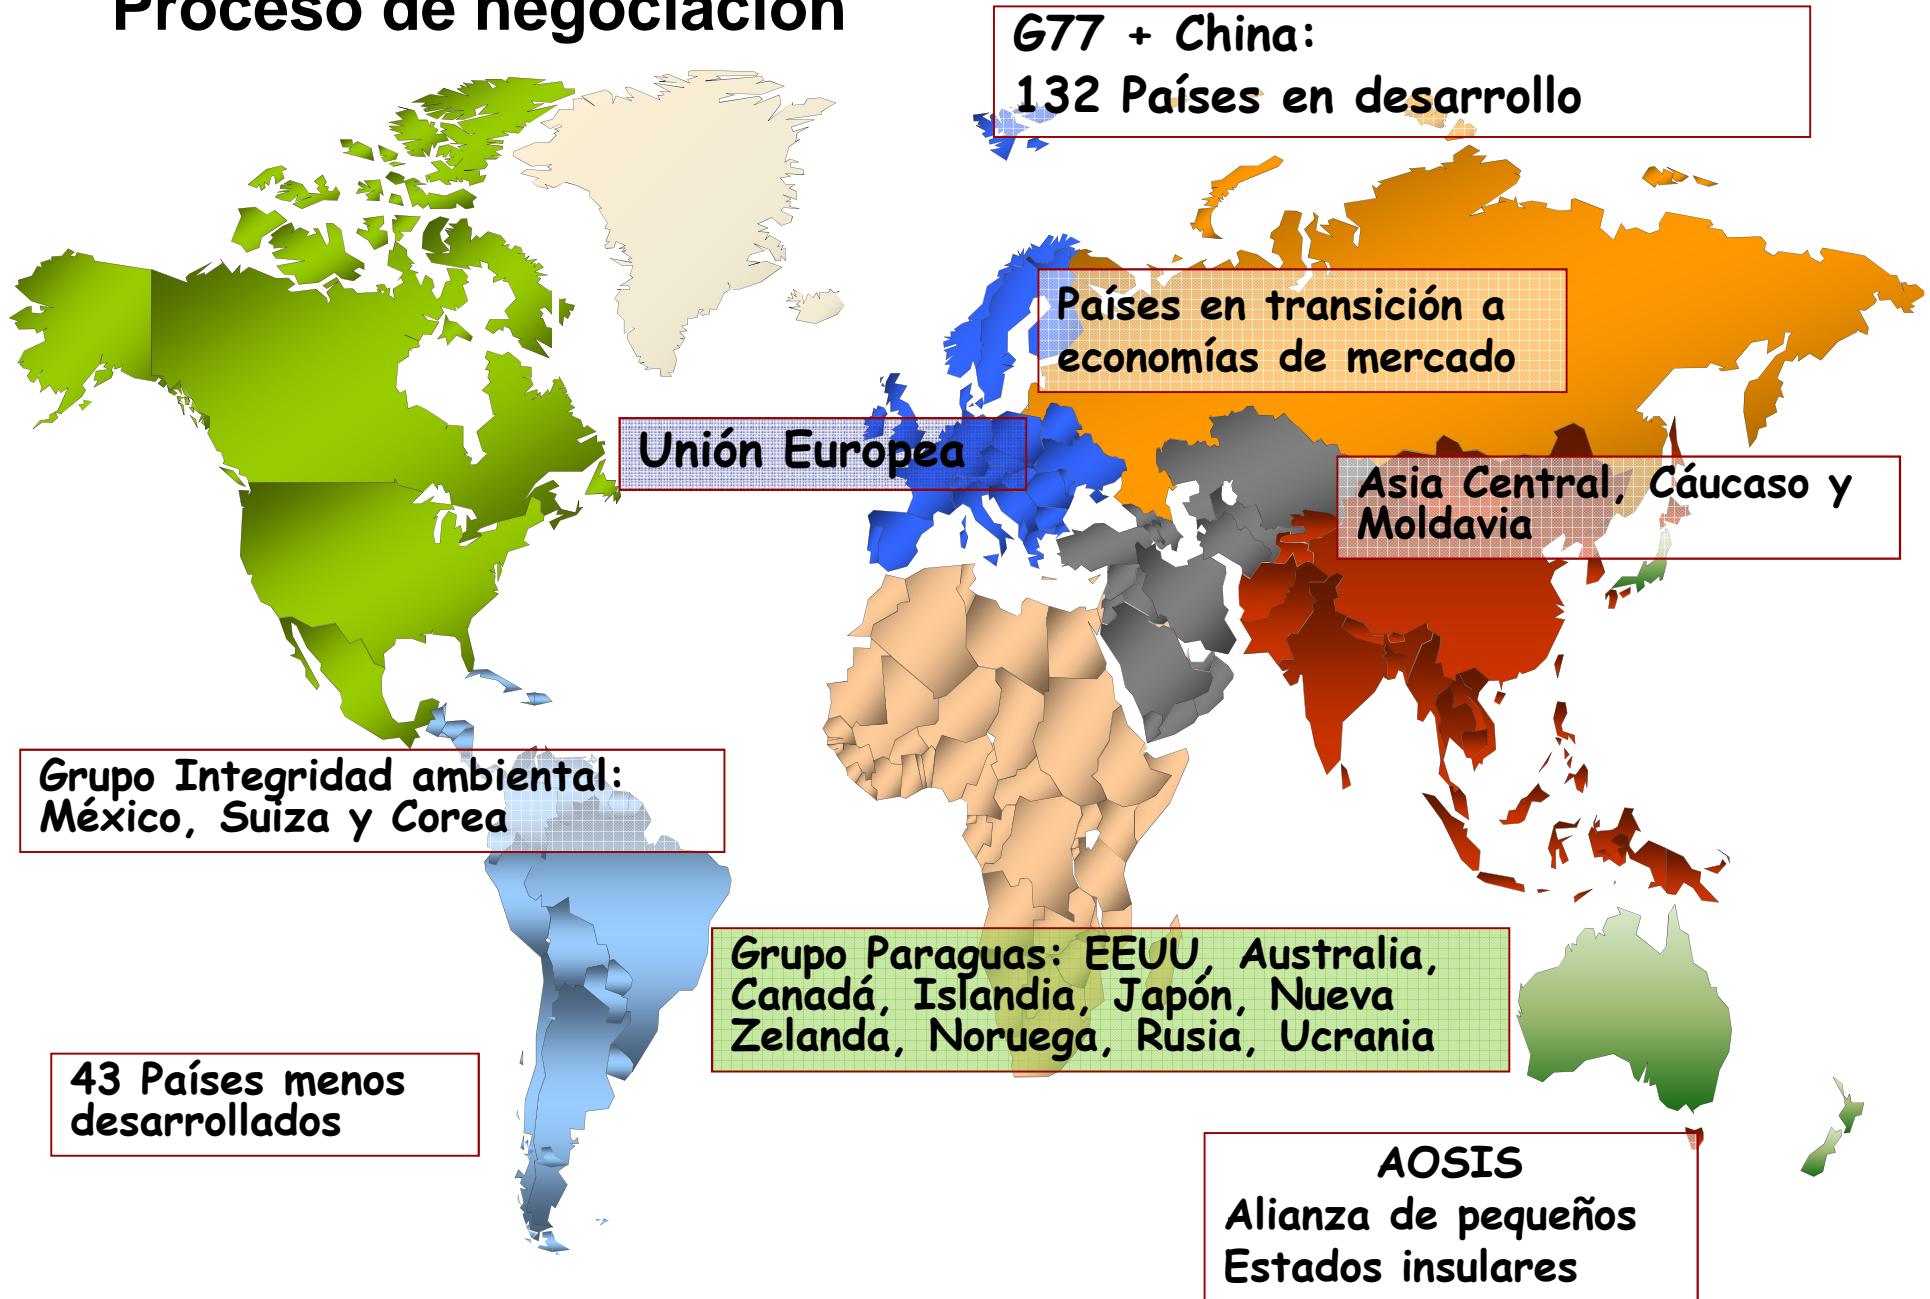 Proceso de negociación
G77 + China:
132 Países en desarrollo
Países en transición a
economías de mercado
Unión Europea
Asia Central, Cáucaso y
Moldavia
Grupo Integridad ambiental:
México, Suiza y Corea
Grupo Paraguas: EEUU, Australia,
Canadá, Islandia, Japón, Nueva
Zelanda, Noruega, Rusia, Ucrania
43 Países menos
desarrollados
AOSIS
Alianza de pequeños
Estados insulares